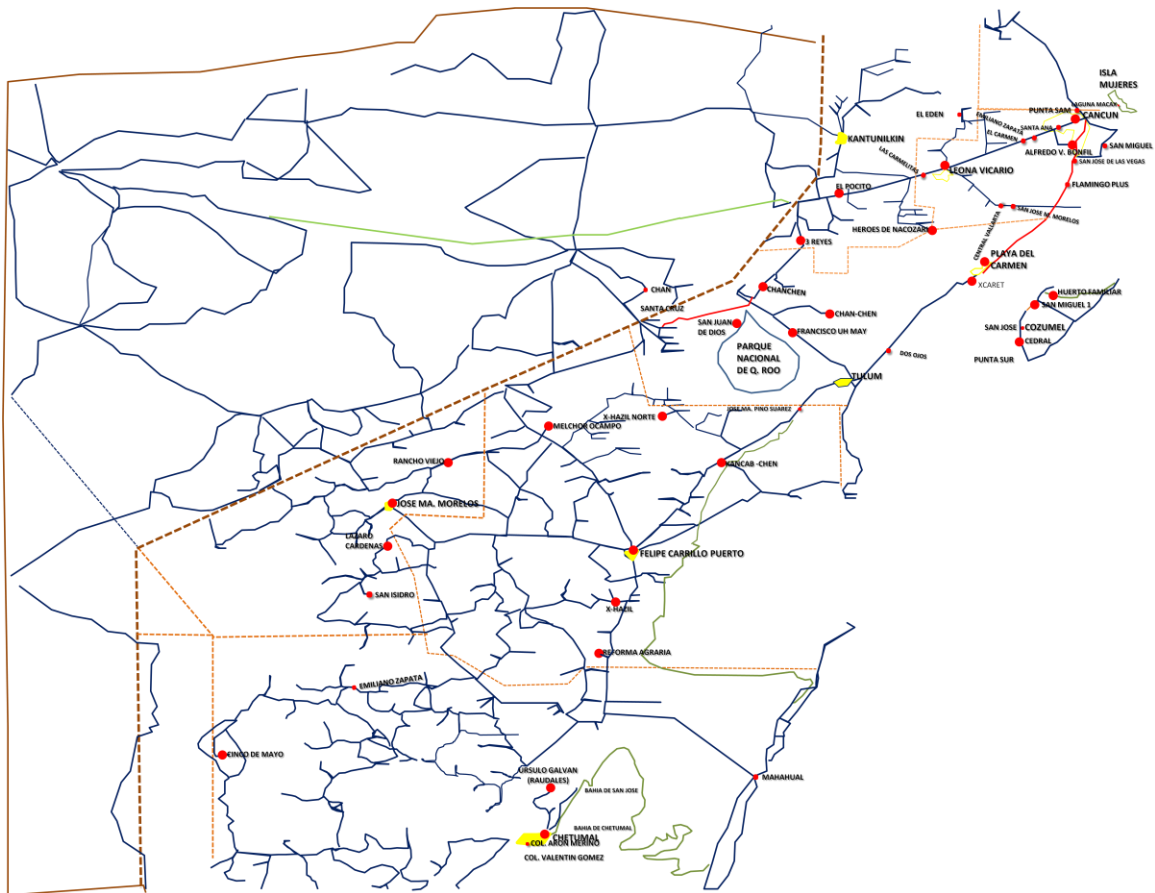 ISLA
MUJERES
LAGUNA MACAX
PUNTA SAM
CANCUN
EL EDEN
EMILIANO ZAPATA
SANTA ANA
EL CARMEN
KANTUNILKIN
ALFREDO V. BONFIL
SAN MIGUEL
SAN JOSE DE LAS VEGAS
LAS CARMELITAS
LEONA VICARIO
FLAMINGO PLUS
EL POCITO
SAN JOSE M. MORELOS
CENTRAL VALLARTA
HEROES DE NACOZARI
3 REYES
PLAYA DEL
CARMEN
XCARET
CHAN
SANTA CRUZ
CHANCHEN
HUERTO FAMILIAR
SAN MIGUEL 1
CHAN-CHEN
SAN JUAN
DE DIOS
FRANCISCO UH MAY
SAN JOSE
COZUMEL
CEDRAL
PARQUE
NACIONAL
DE Q. ROO
DOS OJOS
PUNTA SUR
TULUM
JOSE MA. PINO SUAREZ
X-HAZIL NORTE
MELCHOR OCAMPO
RANCHO VIEJO
YANCAB -CHEN
JOSE MA. MORELOS
LAZARO
CARDENAS
FELIPE CARRILLO PUERTO
SAN ISIDRO
X-HAZIL
REFORMA AGRARIA
EMILIANO ZAPATA
CINCO DE MAYO
URSULO GALVAN
(RAUDALES)
MAHAHUAL
BAHIA DE SAN JOSE
BAHIA DE CHETUMAL
CHETUMAL
COL. ARON MERINO
COL. VALENTIN GOMEZ